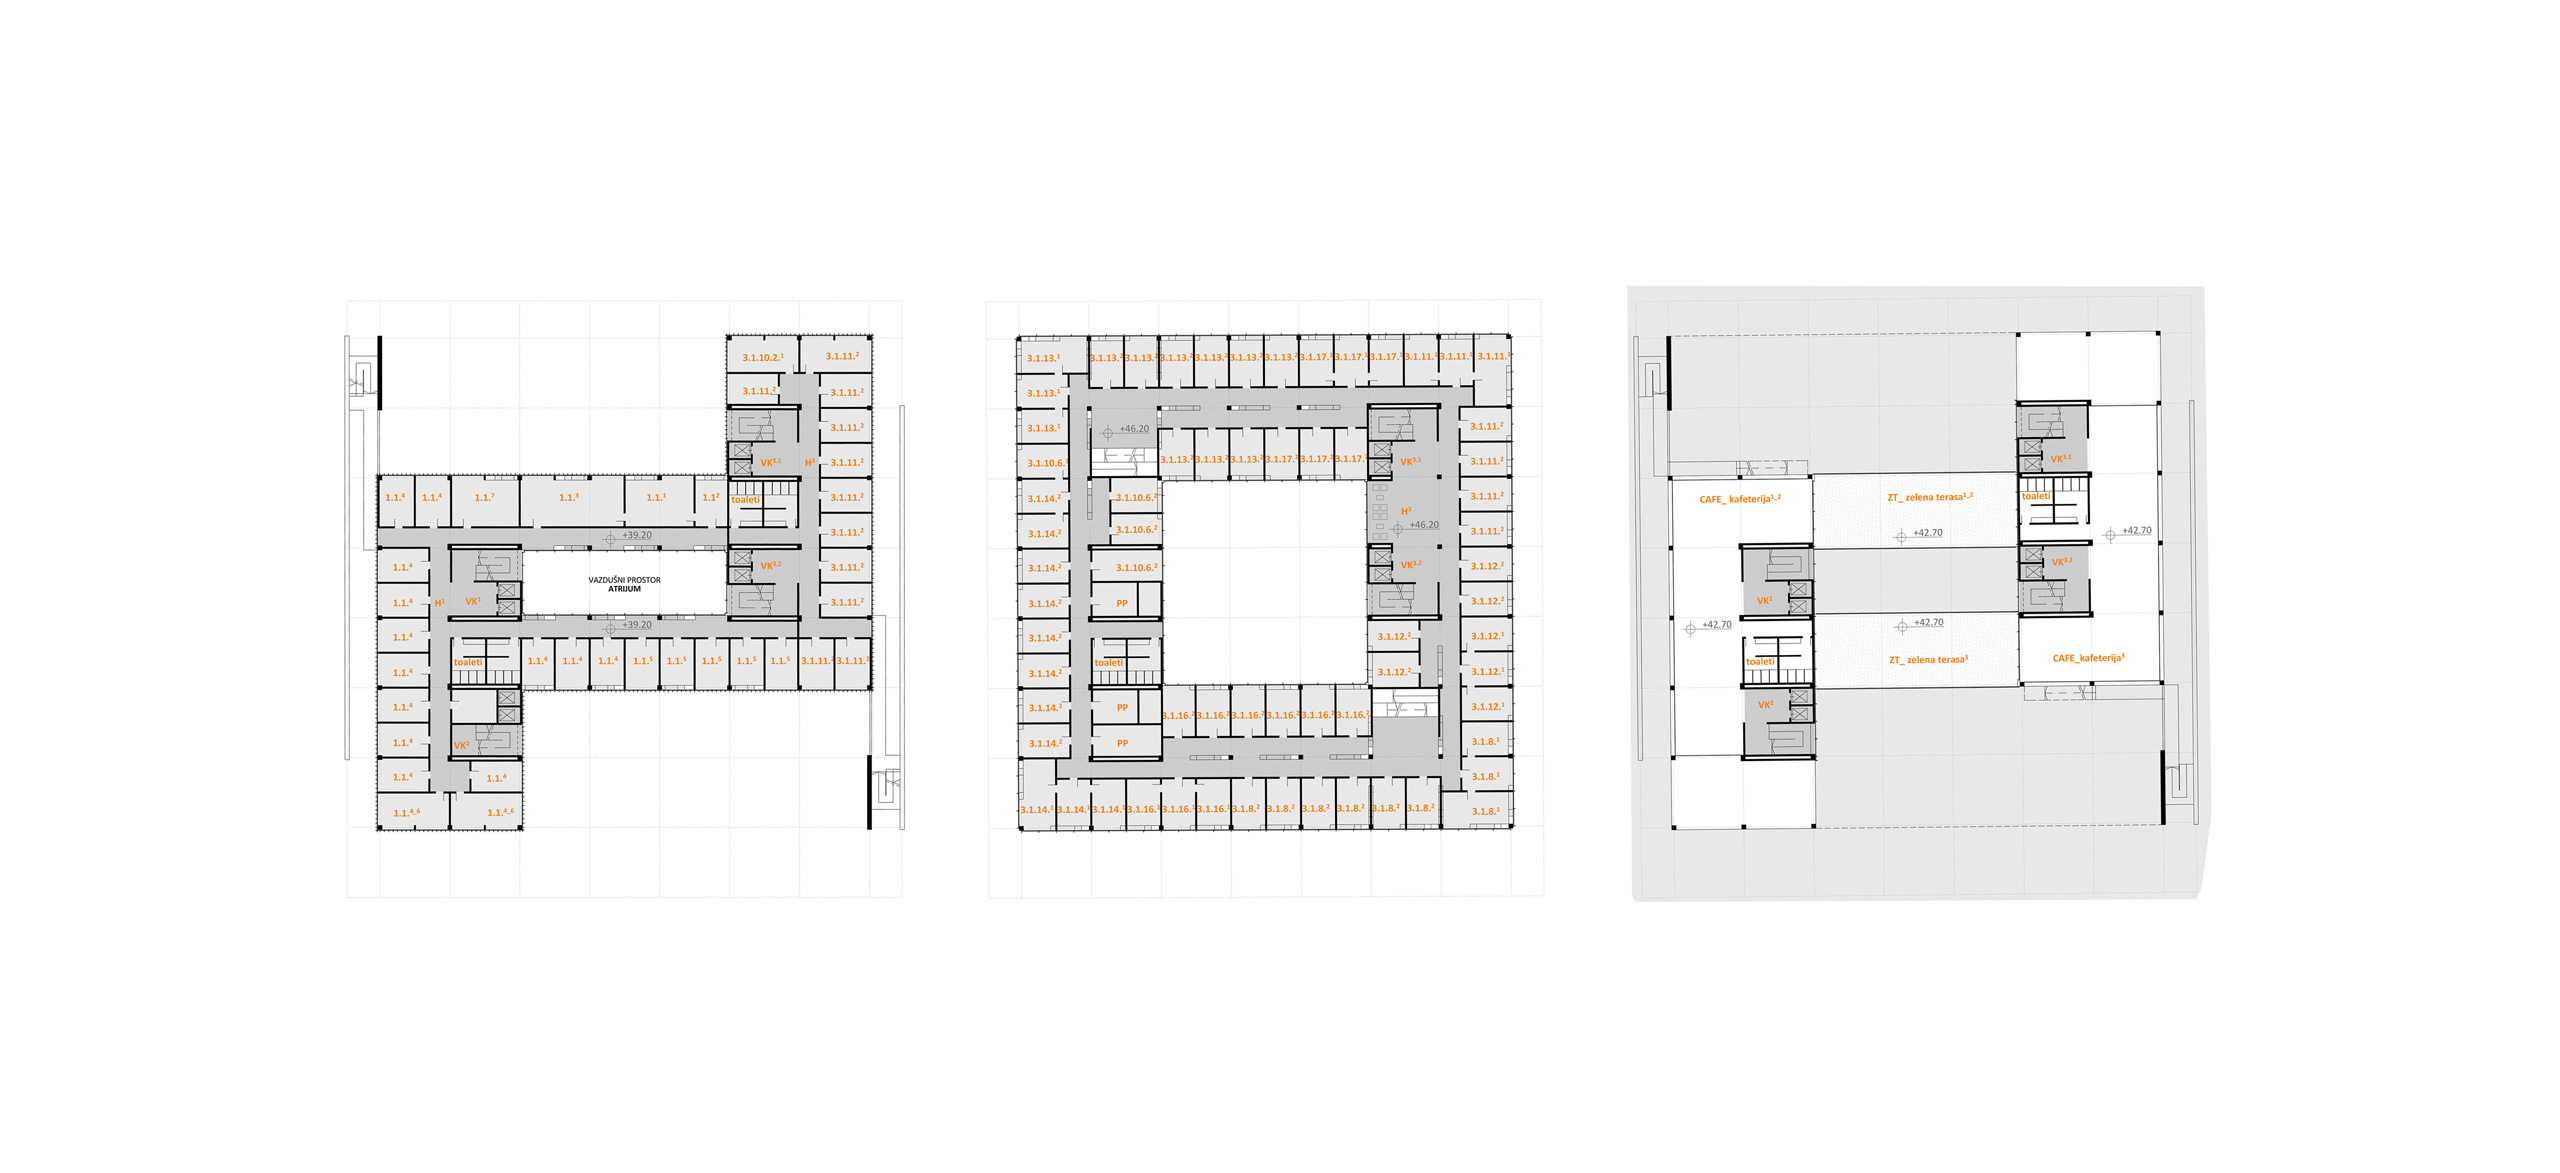 3.1.10.2.¹ 3.1.11.²
3.1.11.² 3.1.11.²
3.1.11.²
VK³·¹ H³ 3.1.11.²
1.1.⁴ 1.1.⁴ 1.1.⁷ 1.1.³ 1.1.¹ 1.1² toaleti 3.1.11.²
+39.20 3.1.11.²
1.1.⁴ VK³·² 3.1.11.²
VAZDUŠNI PROSTOR
ATRIJUM
1.1.⁴ H¹ VK¹ 3.1.11.²
+39.20
1.1.⁴
1.1.⁴ toaleti 1.1.⁴ 1.1.⁴ 1.1.⁴ 1.1.⁵ 1.1.⁵ 1.1.⁵ 1.1.⁵ 1.1.⁵ 3.1.11.² 3.1.11.²
1.1.⁴
1.1.⁴ VK²
1.1.⁴ 1.1.⁴
1.1.⁴_⁶ 1.1.⁴_⁶
3.1.13.¹ 3.1.13.² 3.1.13.² 3.1.13.² 3.1.13.² 3.1.13.² 3.1.13.² 3.1.17.¹ 3.1.17.¹ 3.1.17.¹ 3.1.11.¹ 3.1.11.¹ 3.1.11.¹
3.1.13.¹
3.1.13.¹ +46.20 3.1.11.²
3.1.10.6.² 3.1.13.² 3.1.13.² 3.1.13.² 3.1.17.² 3.1.17.² 3.1.17.² VK³·¹ 3.1.11.²
3.1.14.² 3.1.10.6.² H³ 3.1.11.²
3.1.14.² 3.1.10.6.² +46.20 3.1.11.²
3.1.14.² 3.1.10.6.² VK³·² 3.1.12.²
3.1.14.² PP 3.1.12.²
3.1.14.² 3.1.12.² 3.1.12.¹
3.1.14.² toaleti 3.1.12.² 3.1.12.¹
3.1.14.² PP 3.1.16.² 3.1.16.² 3.1.16.² 3.1.16.² 3.1.16.² 3.1.16.² 3.1.12.¹
3.1.14.² PP 3.1.8.¹
3.1.8.¹
3.1.14.¹ 3.1.14.¹ 3.1.14.¹ 3.1.16.¹ 3.1.16.¹ 3.1.16.¹ 3.1.8.² 3.1.8.² 3.1.8.² 3.1.8.² 3.1.8.² 3.1.8.² 3.1.8.¹
VK³·¹
CAFE_ kafeterija¹_² ZT_ zelena terasa¹_² toaleti
+42.70 +42.70
VK³·²
VK¹
+42.70 +42.70
toaleti ZT_ zelena terasa³ CAFE_kafeterija³
VK²